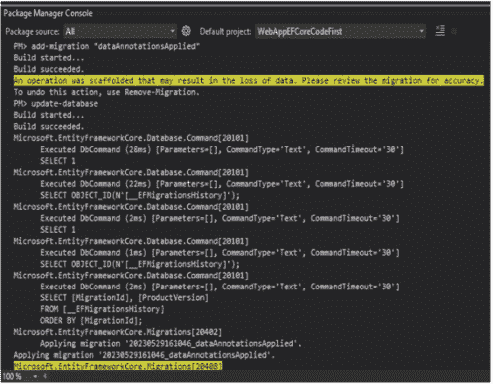 Package Manager Console
Package source: All Default project: WebAppEFCoreCodeFirst
PM> add-migration "dataAnnotationsApplied"
Build started...
Build succeeded.
An operation was scaffolded that may result in the loss of data. Please review the migration for accuracy.
To undo this action, use Remove-Migration.
PM> update-database
Build started...
Build succeeded.
Microsoft.EntityFrameworkCore.Database.Command[20101]
Executed DbCommand (28ms) [Parameters=[], CommandType='Text', CommandTimeout='30']
SELECT 1
Microsoft.EntityFrameworkCore.Database.Command[20101]
Executed DbCommand (22ms) [Parameters=[], CommandType='Text', CommandTimeout='30']
SELECT OBJECT_ID(N'[__EFMigrationsHistory]');
Microsoft.EntityFrameworkCore.Database.Command[20101]
Executed DbCommand (2ms) [Parameters=[], CommandType='Text', CommandTimeout='30']
SELECT 1
Microsoft.EntityFrameworkCore.Database.Command[20101]
Executed DbCommand (1ms) [Parameters=[], CommandType='Text', CommandTimeout='30']
SELECT OBJECT_ID(N'[__EFMigrationsHistory]');
Microsoft.EntityFrameworkCore.Database.Command[20101]
Executed DbCommand (2ms) [Parameters=[], CommandType='Text', CommandTimeout='30']
SELECT [MigrationId], [ProductVersion]
FROM [__EFMigrationsHistory]
ORDER BY [MigrationId];
Microsoft.EntityFrameworkCore.Migrations[20402]
Applying migration '20230529161046_dataAnnotationsApplied'.
Applying migration '20230529161046_dataAnnotationsApplied'.
Microsoft.EntityFrameworkCore.Migrations[20408]
100 %